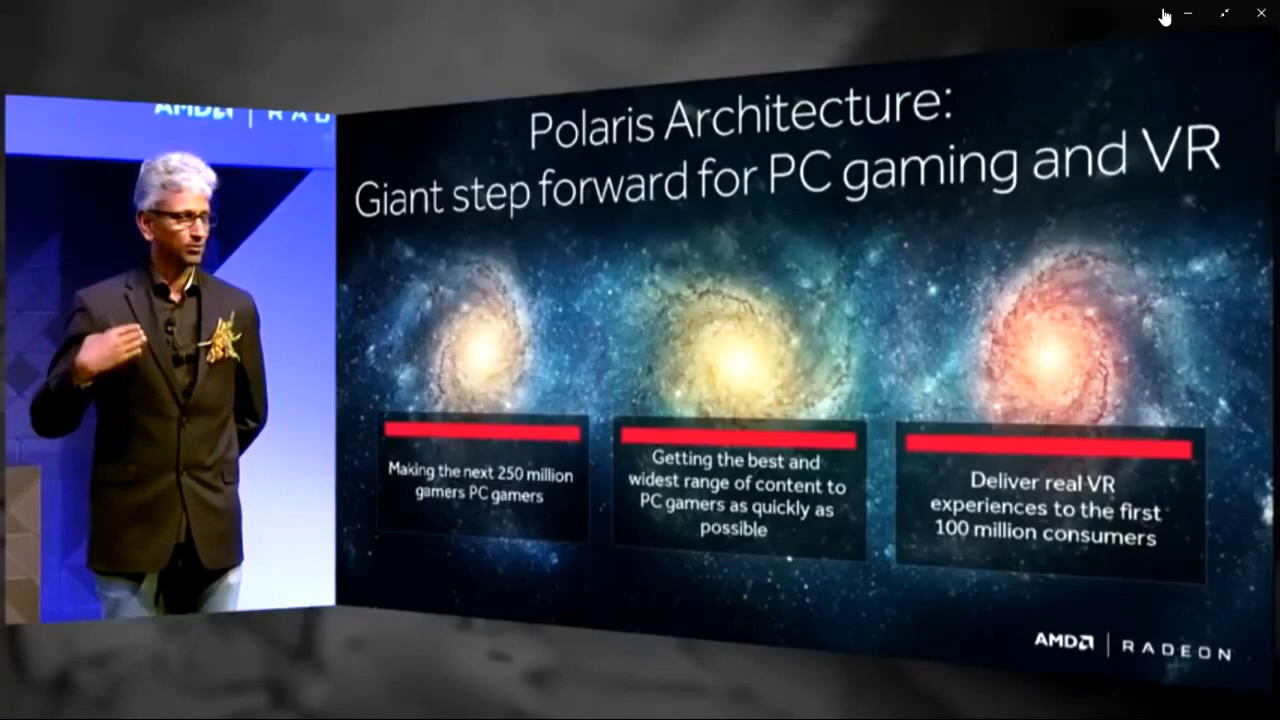 AMD | RAD
Polaris Architecture:
Giant step forward for PC gaming and VR
Making the next 250 million
gamers PC gamers
Getting the best and
widest range of content to
PC gamers as quickly as
possible
Deliver real VR
experiences to the first
100 million consumers
AMD | RADEON